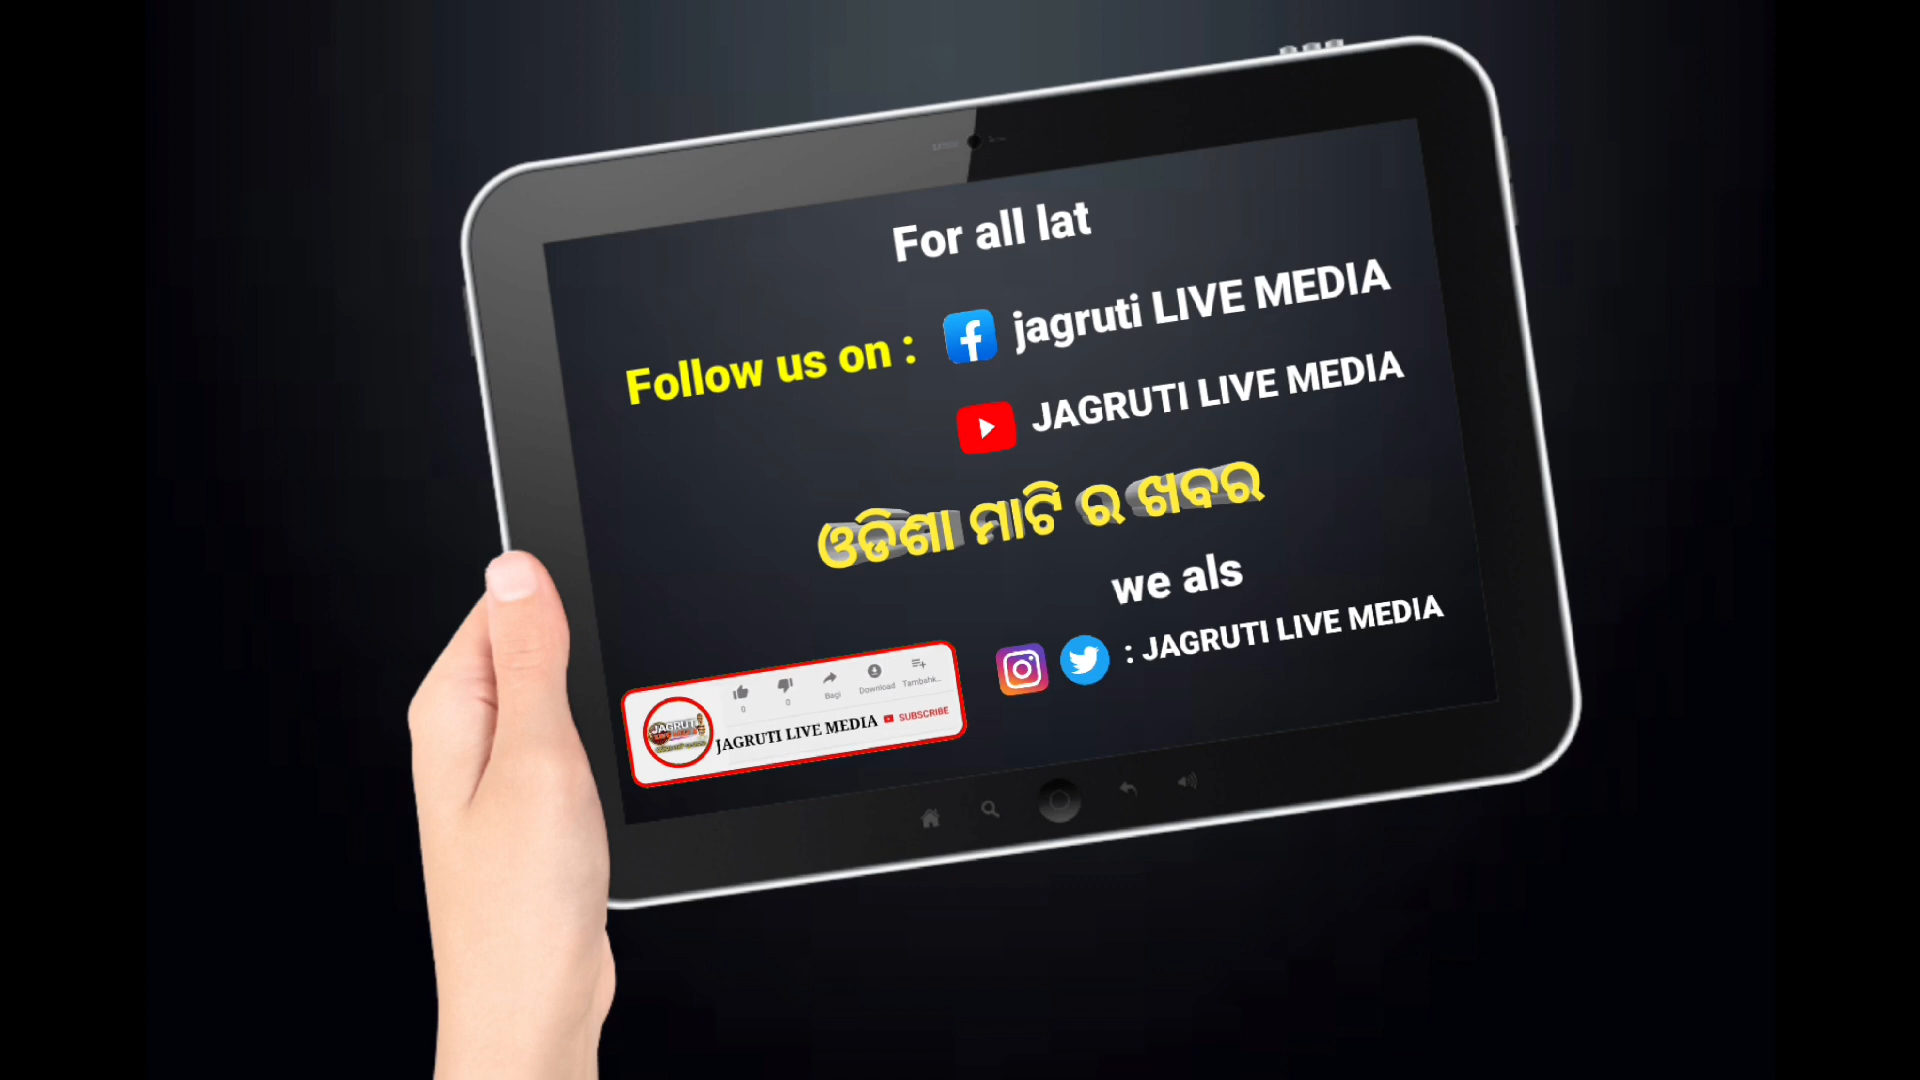 For all lat
Follow us on : jagruti LIVE MEDIA
JAGRUTI LIVE MEDIA
ଓଡିଶା ମାଟି ର ଖବର
we als
: JAGRUTI LIVE MEDIA
0 0 Bagi Download Tambahk...
JAGRUTI LIVE MEDIA SUBSCRIBE
JAGRUTI